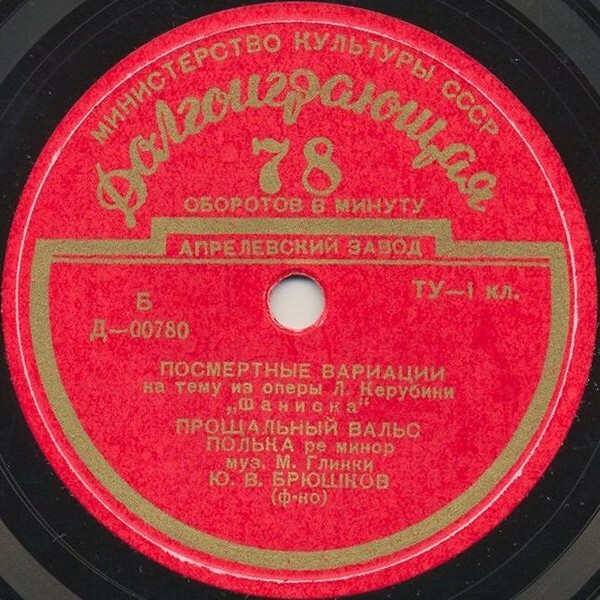 МИНИСТЕРСТВО КУЛЬТУРЫ СССР
Долгоиграющая
78
ОБОРОТОВ В МИНУТУ
АПРЕЛЕВСКИЙ ЗАВОД
Б
Д—00780
ТУ—I кл.
ПОСМЕРТНЫЕ ВАРИАЦИИ
на тему из оперы Л. Керубини
„Фаниска“
ПРОЩАЛЬНЫЙ ВАЛЬС
ПОЛЬКА ре минор
муз. М. Глинки
Ю. В. БРЮШКОВ
(ф-но)